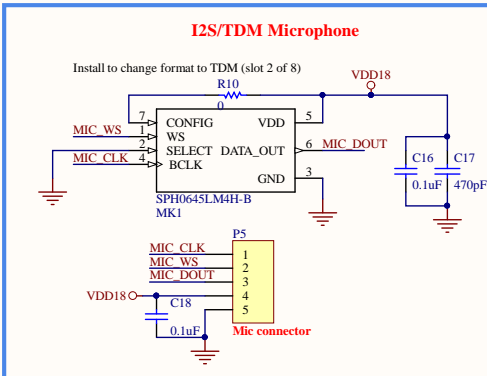 I2S/TDM Microphone
Install to change format to TDM (slot 2 of 8)
R10
0
VDD18
7 CONFIG VDD 5
MIC_WS 1 WS
2 SELECT DATA_OUT 6 MIC_DOUT
MIC_CLK 4 BCLK
GND 3
SPH0645LM4H-B
MK1
C16 C17
0.1uF 470pF
P5
MIC_CLK 1
MIC_WS 2
MIC_DOUT 3
VDD18 4
C18 5
0.1uF Mic connector